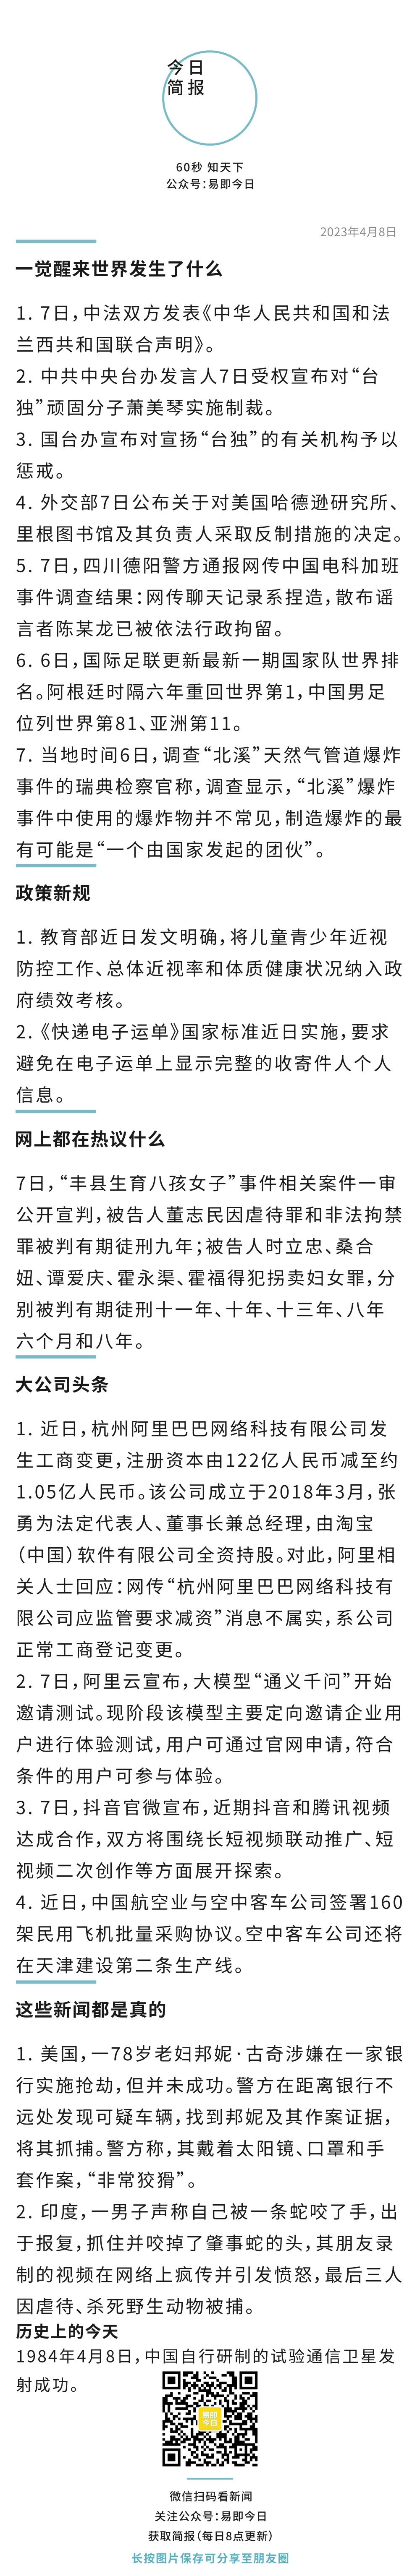 今日
简报
60秒 知天下
公众号：易即今日
2023年4月8日
一觉醒来世界发生了什么
1. 7日，中法双方发表《中华人民共和国和法
兰西共和国联合声明》。
2. 中共中央台办发言人7日受权宣布对“台
独”顽固分子萧美琴实施制裁。
3. 国台办宣布对宣扬“台独”的有关机构予以
惩戒。
4. 外交部7日公布关于对美国哈德逊研究所、
里根图书馆及其负责人采取反制措施的决定。
5. 7日，四川德阳警方通报网传中国电科加班
事件调查结果：网传聊天记录系捏造，散布谣
言者陈某龙已被依法行政拘留。
6. 6日，国际足联更新最新一期国家队世界排
名。阿根廷时隔六年重回世界第1，中国男足
位列世界第81、亚洲第11。
7. 当地时间6日，调查“北溪”天然气管道爆炸
事件的瑞典检察官称，调查显示，“北溪”爆炸
事件中使用的爆炸物并不常见，制造爆炸的最
有可能是“一个由国家发起的团伙”。
政策新规
1. 教育部近日发文明确，将儿童青少年近视
防控工作、总体近视率和体质健康状况纳入政
府绩效考核。
2.《快递电子运单》国家标准近日实施，要求
避免在电子运单上显示完整的收寄件人个人
信息。
网上都在热议什么
7日，“丰县生育八孩女子”事件相关案件一审
公开宣判，被告人董志民因虐待罪和非法拘禁
罪被判有期徒刑九年；被告人时立忠、桑合
妞、谭爱庆、霍永渠、霍福得犯拐卖妇女罪，分
别被判有期徒刑十一年、十年、十三年、八年
六个月和八年。
大公司头条
1. 近日，杭州阿里巴巴网络科技有限公司发
生工商变更，注册资本由122亿人民币减至约
1.05亿人民币。该公司成立于2018年3月，张
勇为法定代表人、董事长兼总经理，由淘宝
（中国）软件有限公司全资持股。对此，阿里相
关人士回应：网传“杭州阿里巴巴网络科技有
限公司应监管要求减资”消息不属实，系公司
正常工商登记变更。
2. 7日，阿里云宣布，大模型“通义千问”开始
邀请测试。现阶段该模型主要定向邀请企业用
户进行体验测试，用户可通过官网申请，符合
条件的用户可参与体验。
3. 7日，抖音官微宣布，近期抖音和腾讯视频
达成合作，双方将围绕长短视频联动推广、短
视频二次创作等方面展开探索。
4. 近日，中国航空业与空中客车公司签署160
架民用飞机批量采购协议。空中客车公司还将
在天津建设第二条生产线。
这些新闻都是真的
1. 美国，一78岁老妇邦妮·古奇涉嫌在一家银
行实施抢劫，但并未成功。警方在距离银行不
远处发现可疑车辆，找到邦妮及其作案证据，
将其抓捕。警方称，其戴着太阳镜、口罩和手
套作案，“非常狡猾”。
2. 印度，一男子声称自己被一条蛇咬了手，出
于报复，抓住并咬掉了肇事蛇的头，其朋友录
制的视频在网络上疯传并引发愤怒，最后三人
因虐待、杀死野生动物被捕。
历史上的今天
1984年4月8日，中国自行研制的试验通信卫星发
射成功。
易即
今日
微信扫码看新闻
关注公众号：易即今日
获取简报（每日8点更新）
长按图片保存可分享至朋友圈